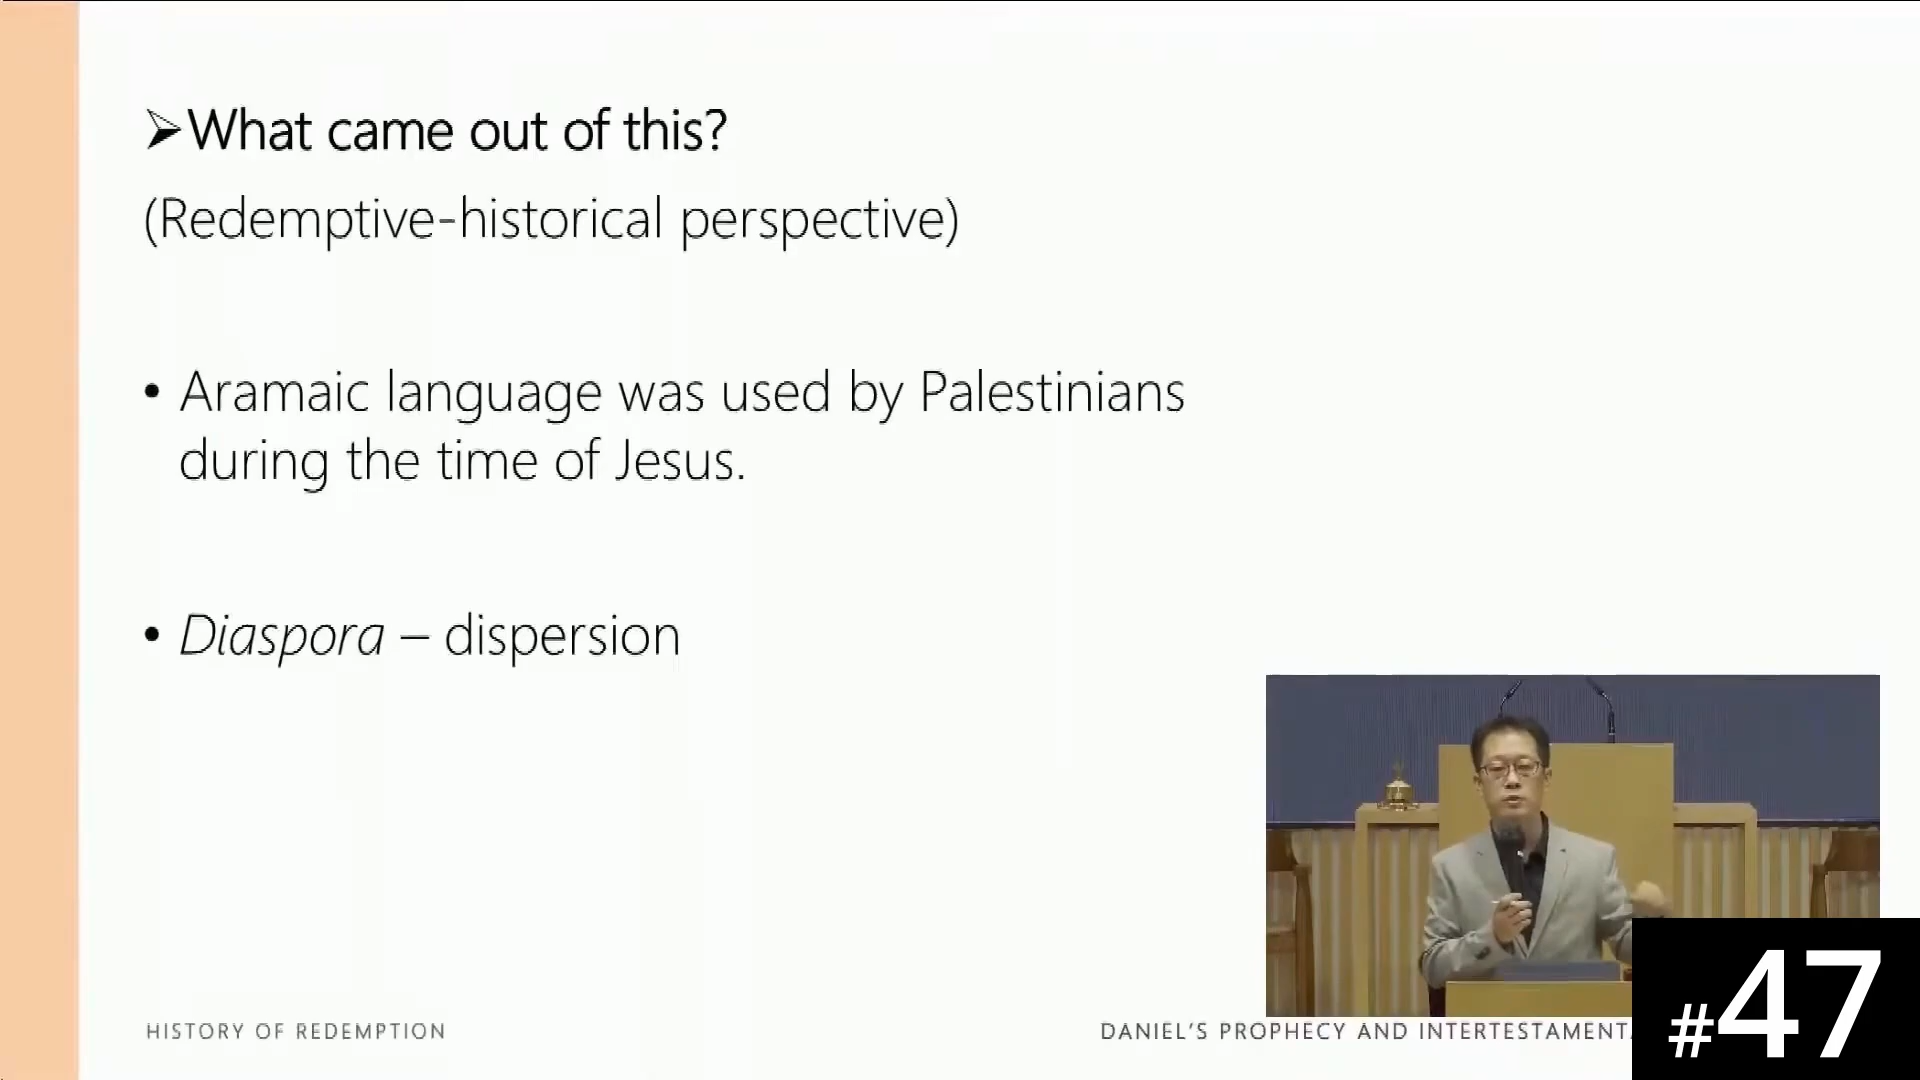 ➢What came out of this?
(Redemptive-historical perspective)
• Aramaic language was used by Palestinians
during the time of Jesus.
• Diaspora – dispersion
HISTORY OF REDEMPTION
DANIEL'S PROPHECY AND
#47